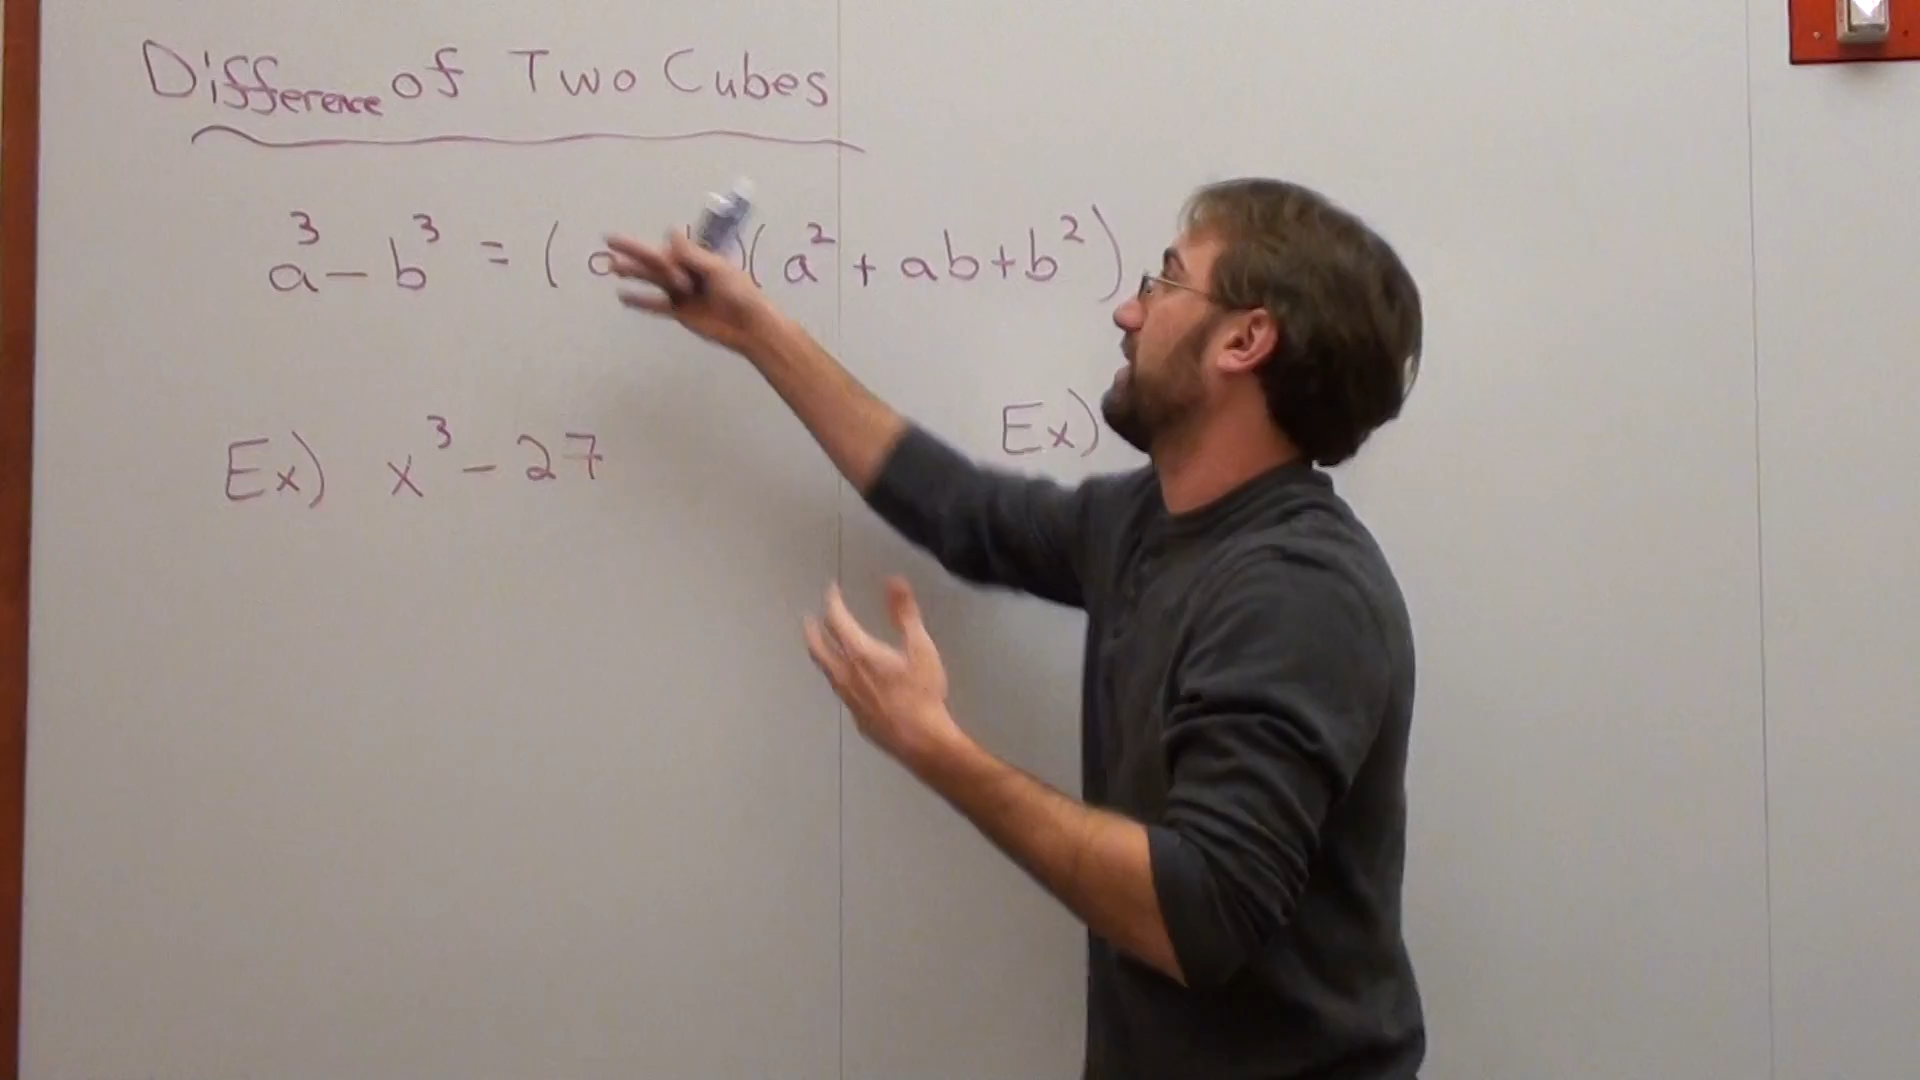 Difference of Two Cubes
a³ - b³ = ( a )(a² + ab + b²)
Ex) x³ - 27
Ex)